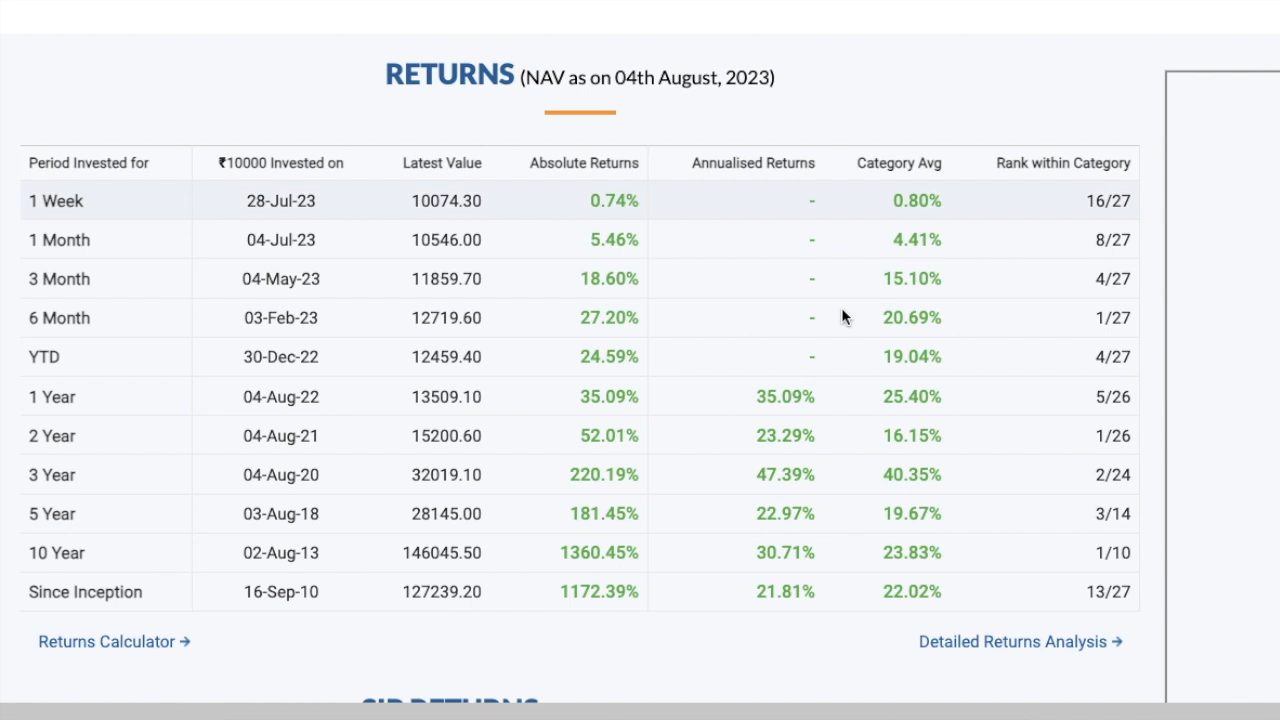 RETURNS (NAV as on 04th August, 2023)
Period Invested for ₹10000 Invested on Latest Value Absolute Returns Annualised Returns Category Avg Rank within Category
1 Week 28-Jul-23 10074.30 0.74% - 0.80% 16/27
1 Month 04-Jul-23 10546.00 5.46% - 4.41% 8/27
3 Month 04-May-23 11859.70 18.60% - 15.10% 4/27
6 Month 03-Feb-23 12719.60 27.20% - 20.69% 1/27
YTD 30-Dec-22 12459.40 24.59% - 19.04% 4/27
1 Year 04-Aug-22 13509.10 35.09% 35.09% 25.40% 5/26
2 Year 04-Aug-21 15200.60 52.01% 23.29% 16.15% 1/26
3 Year 04-Aug-20 32019.10 220.19% 47.39% 40.35% 2/24
5 Year 03-Aug-18 28145.00 181.45% 22.97% 19.67% 3/14
10 Year 02-Aug-13 146045.50 1360.45% 30.71% 23.83% 1/10
Since Inception 16-Sep-10 127239.20 1172.39% 21.81% 22.02% 13/27
Returns Calculator → Detailed Returns Analysis →
SIP RETURNS